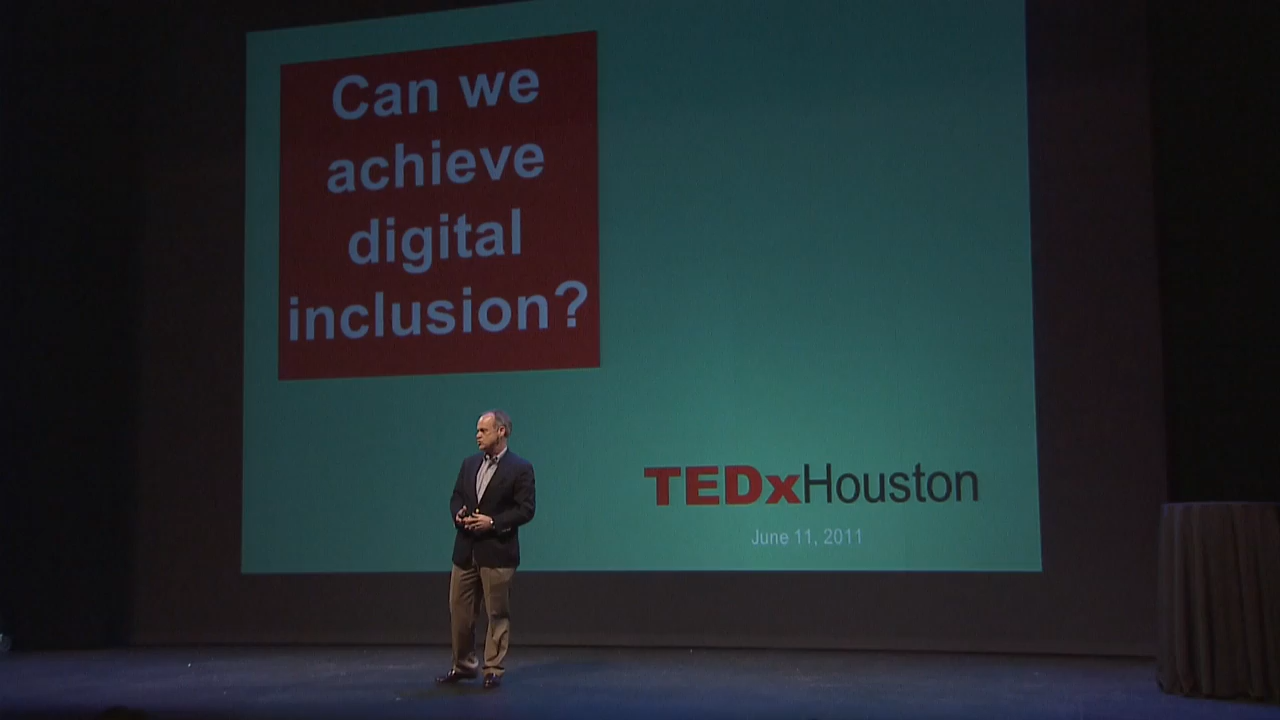 Can we
achieve
digital
inclusion?
TEDxHouston
June 11, 2011